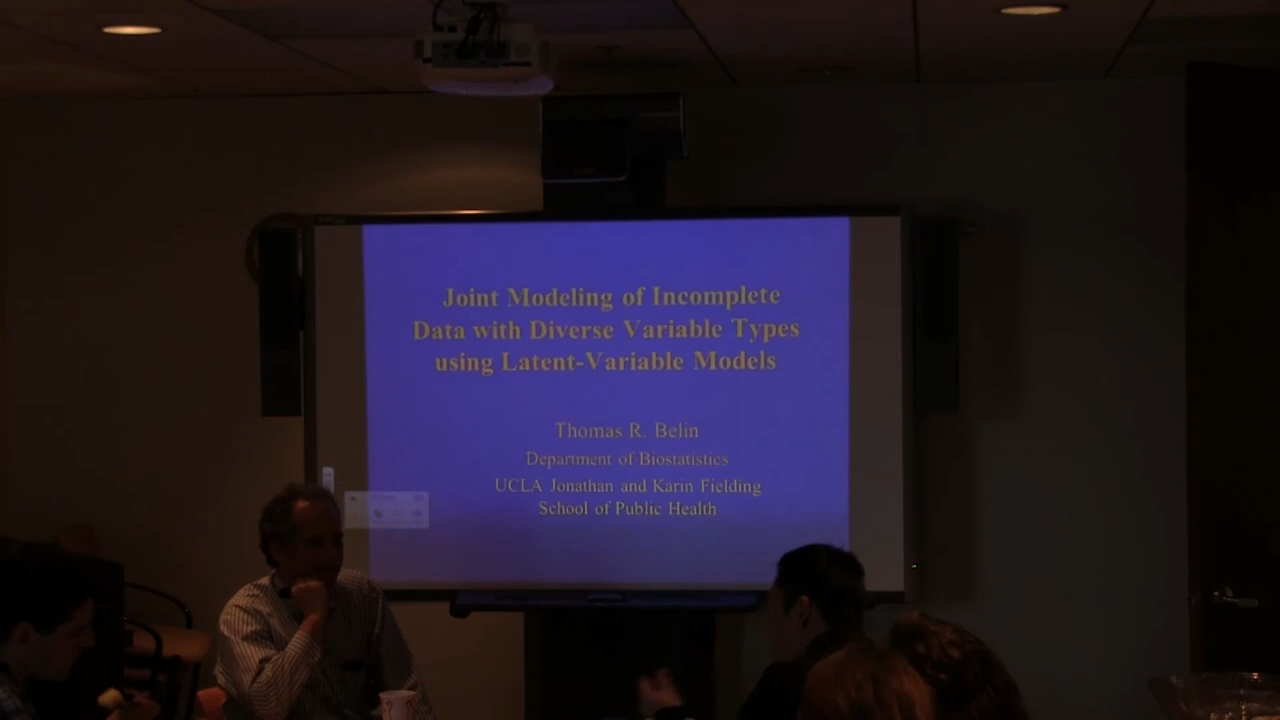 Joint Modeling of Incomplete
Data with Diverse Variable Types
using Latent-Variable Models
Thomas R. Belin
Department of Biostatistics
UCLA Jonathan and Karin Fielding
School of Public Health